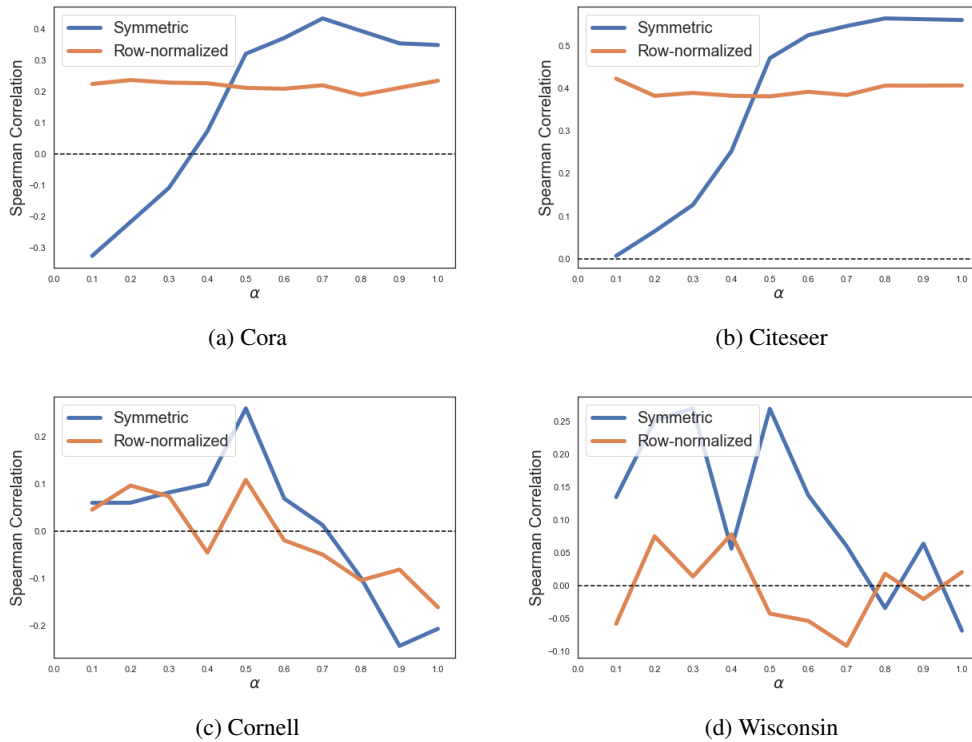 Symmetric
Row-normalized
Spearman Correlation
0.4
0.3
0.2
0.1
0.0
-0.1
-0.2
-0.3
0.0 0.1 0.2 0.3 0.4 0.5 0.6 0.7 0.8 0.9 1.0
α
(a) Cora
Symmetric
Row-normalized
Spearman Correlation
0.5
0.4
0.3
0.2
0.1
0.0
0.0 0.1 0.2 0.3 0.4 0.5 0.6 0.7 0.8 0.9 1.0
α
(b) Citeseer
Symmetric
Row-normalized
Spearman Correlation
0.2
0.1
0.0
-0.1
-0.2
0.0 0.1 0.2 0.3 0.4 0.5 0.6 0.7 0.8 0.9 1.0
α
(c) Cornell
Symmetric
Row-normalized
Spearman Correlation
0.25
0.20
0.15
0.10
0.05
0.00
-0.05
-0.10
0.0 0.1 0.2 0.3 0.4 0.5 0.6 0.7 0.8 0.9 1.0
α
(d) Wisconsin